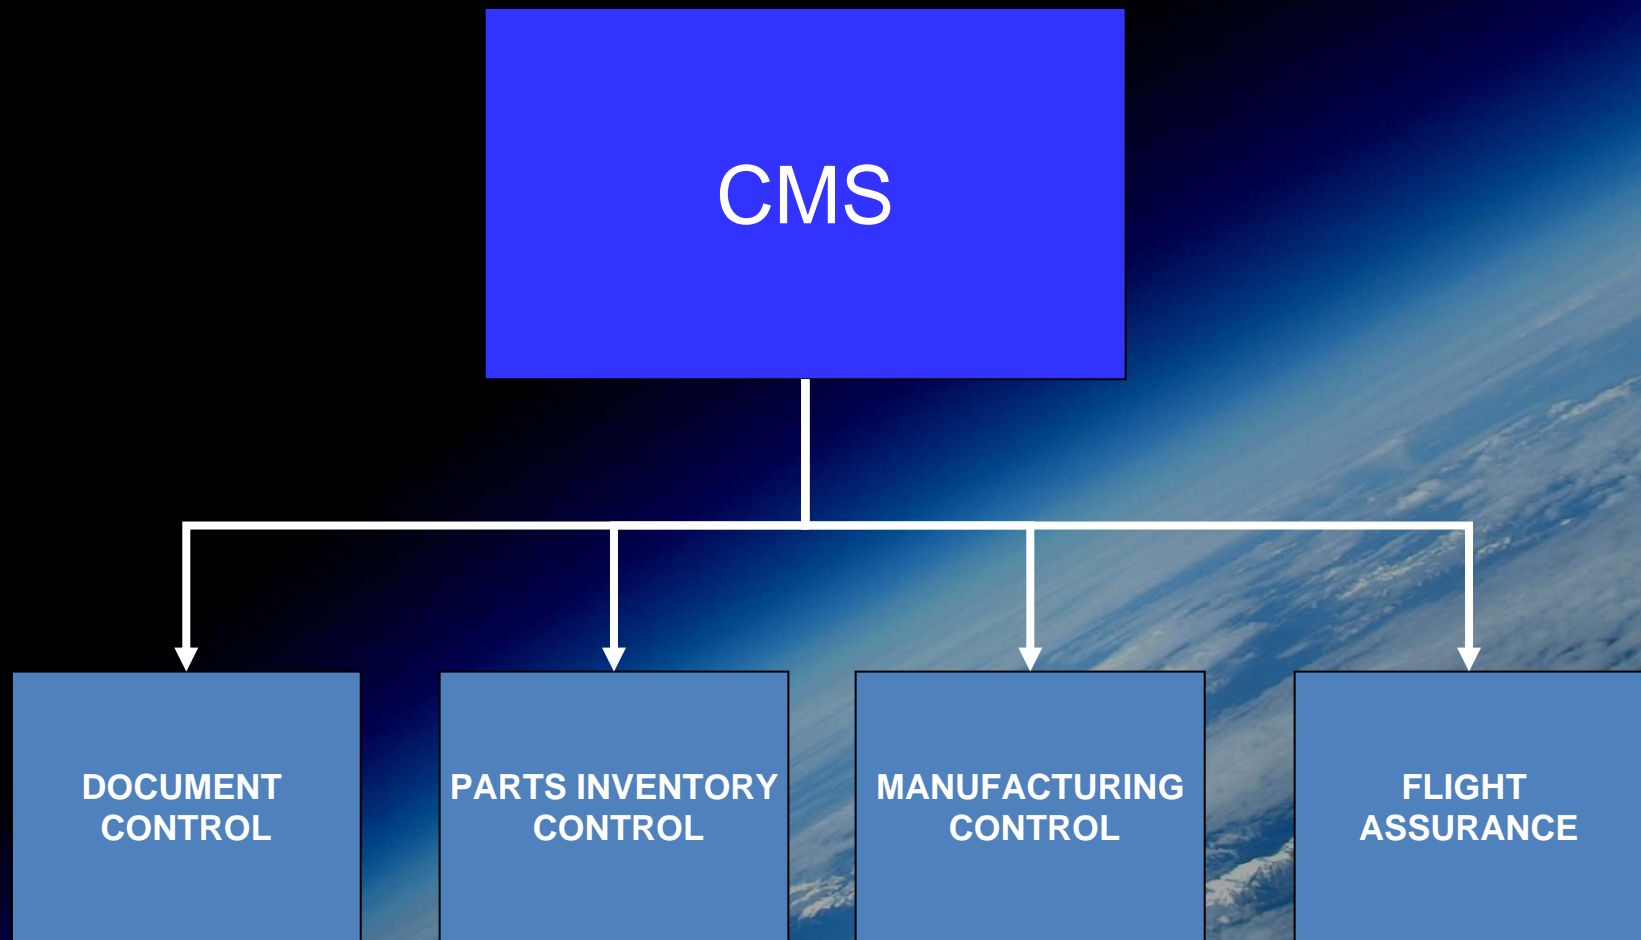 CMS
DOCUMENT
CONTROL
PARTS INVENTORY
CONTROL
MANUFACTURING
CONTROL
FLIGHT
ASSURANCE